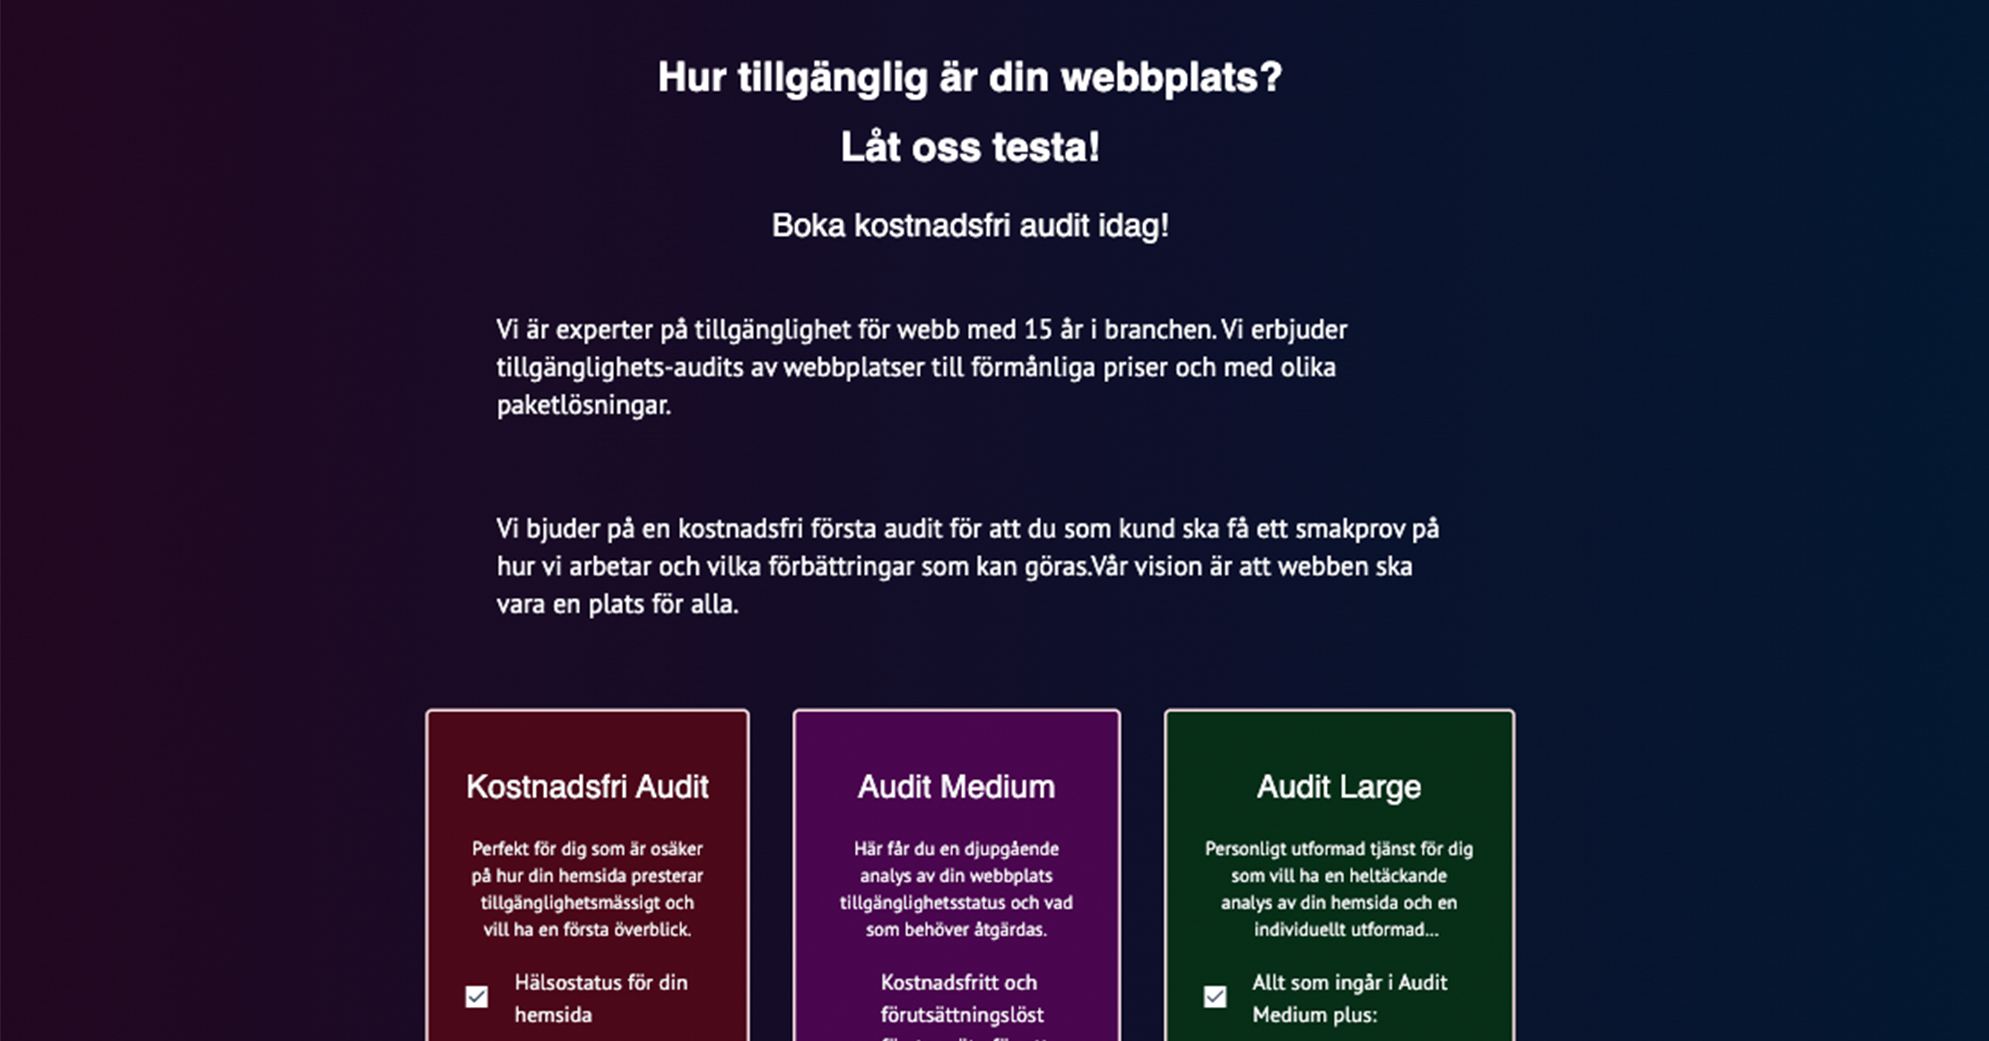 Hur tillgänglig är din webbplats?
Låt oss testa!
Boka kostnadsfri audit idag!
Vi är experter på tillgänglighet för webb med 15 år i branchen. Vi erbjuder
tillgänglighets-audits av webbplatser till förmånliga priser och med olika
paketlösningar.
Vi bjuder på en kostnadsfri första audit för att du som kund ska få ett smakprov på
hur vi arbetar och vilka förbättringar som kan göras.Vår vision är att webben ska
vara en plats för alla.
Kostnadsfri Audit
Perfekt för dig som är osäker
på hur din hemsida presterar
tillgänglighetsmässigt och
vill ha en första överblick.
Hälsostatus för din
hemsida
Audit Medium
Här får du en djupgående
analys av din webbplats
tillgänglighetsstatus och vad
som behöver åtgärdas.
Kostnadsfritt och
förutsättningslöst
Audit Large
Personligt utformad tjänst för dig
som vill ha en heltäckande
analys av din hemsida och en
individuellt utformad...
Allt som ingår i Audit
Medium plus: